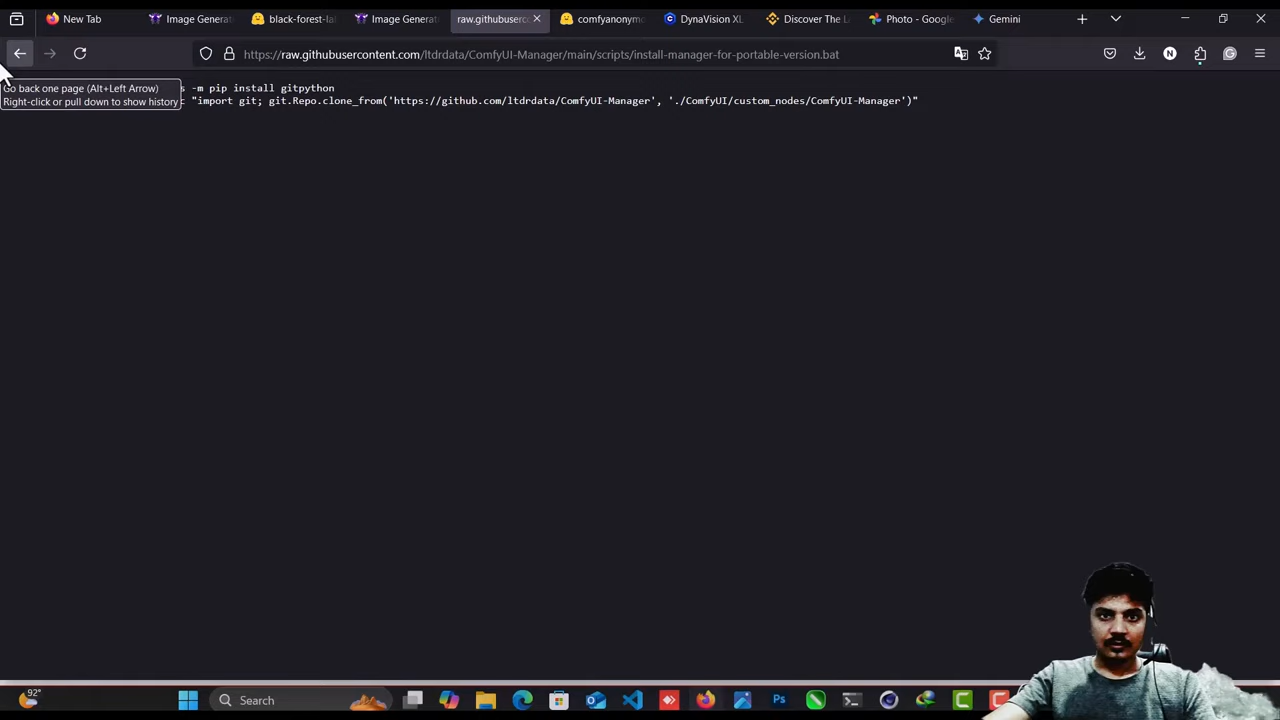 New Tab
Image Generat
black-forest-lal
Image Generat
raw.githubuserco
comfyanonymo
DynaVision XL
Discover The L
Photo - Google
Gemini
https://raw.githubusercontent.com/ltdrdata/ComfyUI-Manager/main/scripts/install-manager-for-portable-version.bat
Go back one page (Alt+Left Arrow)
Right-click or pull down to show history
s -m pip install gitpython
"import git; git.Repo.clone_from('https://github.com/ltdrdata/ComfyUI-Manager', './ComfyUI/custom_nodes/ComfyUI-Manager')"
92°
Search